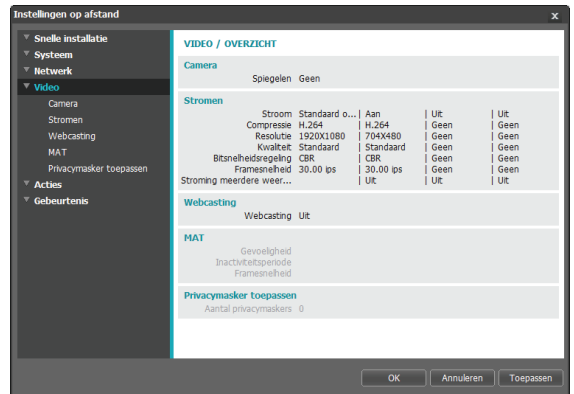 Instellingen op afstand x
Snelle installatie
Systeem
Netwerk
Video
Camera
Stromen
Webcasting
MAT
Privacymasker toepassen
Acties
Gebeurtenis
VIDEO / OVERZICHT
Camera
Spiegelen Geen
Stromen
Stroom Standaard o... | Aan | Uit | Uit
Compressie H.264 | H.264 | Geen | Geen
Resolutie 1920X1080 | 704X480 | Geen | Geen
Kwaliteit Standaard | Standaard | Geen | Geen
Bitsnelheidsregeling CBR | CBR | Geen | Geen
Framesnelheid 30.00 ips | 30.00 ips | Geen | Geen
Stroming meerdere weer... | Uit | Uit | Uit
Webcasting
Webcasting Uit
MAT
Gevoeligheid
Inactiviteitsperiode
Framesnelheid
Privacymasker toepassen
Aantal privacymaskers 0
OK Annuleren Toepassen